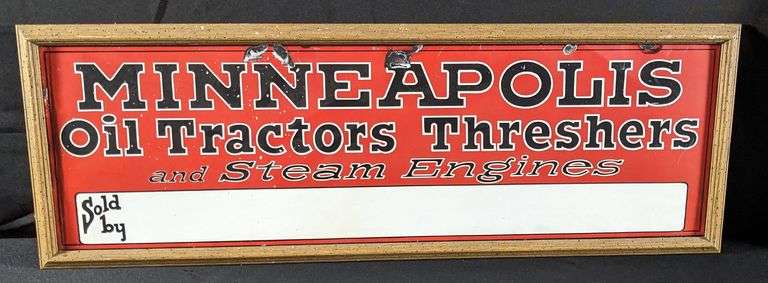 MINNEAPOLIS
Oil Tractors Threshers
and Steam Engines
Sold
by